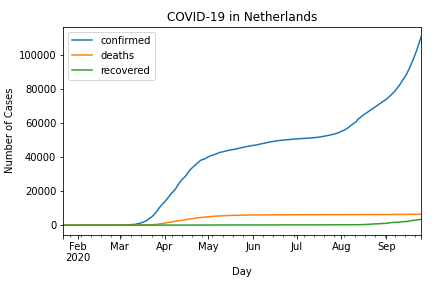 COVID-19 in Netherlands
confirmed
deaths
recovered
Number of Cases
100000
80000
60000
40000
20000
0
Feb Mar Apr May Jun Jul Aug Sep
2020
Day